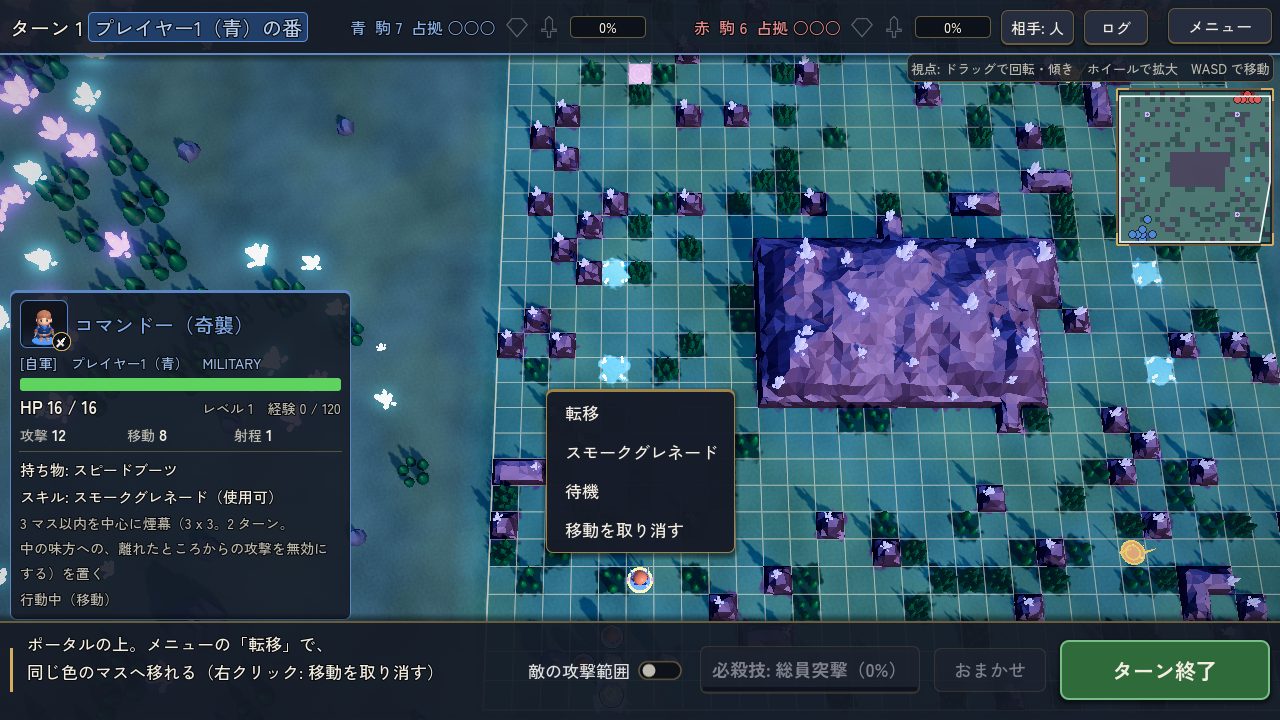 ターン 1 プレイヤー1（青）の番
青 駒 7 占拠 〇〇〇 0%
赤 駒 6 占拠 〇〇〇 0%
相手: 人
ログ
メニュー
視点: ドラッグで回転・傾き ホイールで拡大 WASD で移動
コマンドー（奇襲）
[自軍] プレイヤー1（青） MILITARY
HP 16 / 16 レベル 1 経験 0 / 120
攻撃 12 移動 8 射程 1
持ち物: スピードブーツ
スキル: スモークグレネード（使用可）
3 マス以内を中心に煙幕（3 x 3。2 ターン。
中の味方への、離れたところからの攻撃を無効に
する）を置く
行動中（移動）
転移
スモークグレネード
待機
移動を取り消す
ポータルの上。メニューの「転移」で、
同じ色のマスへ移れる（右クリック: 移動を取り消す）
敵の攻撃範囲
必殺技: 総員突撃（0%）
おまかせ
ターン終了